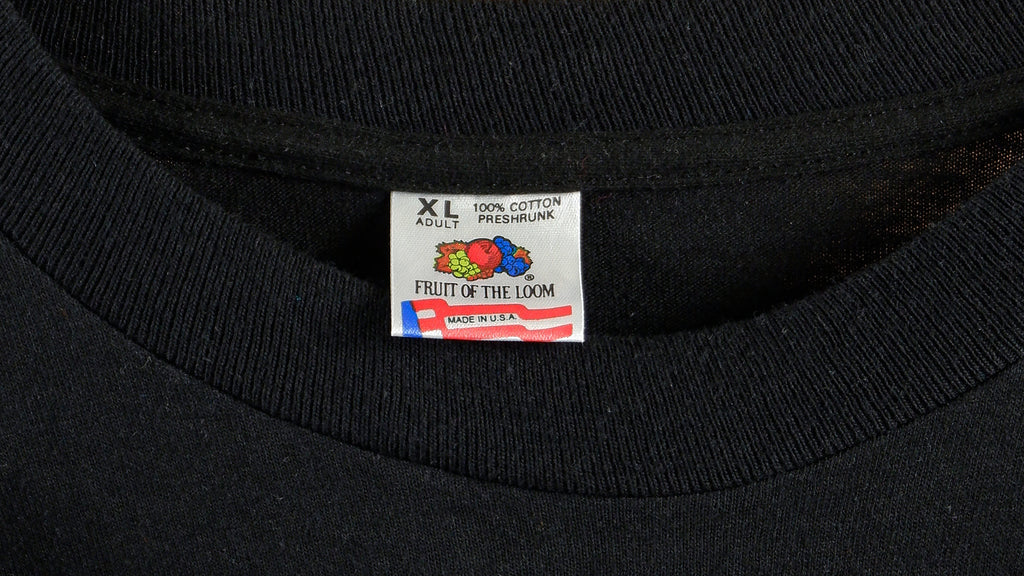 XL 100% COTTON
ADULT PRESHRUNK
®
FRUIT OF THE LOOM
MADE IN U.S.A.